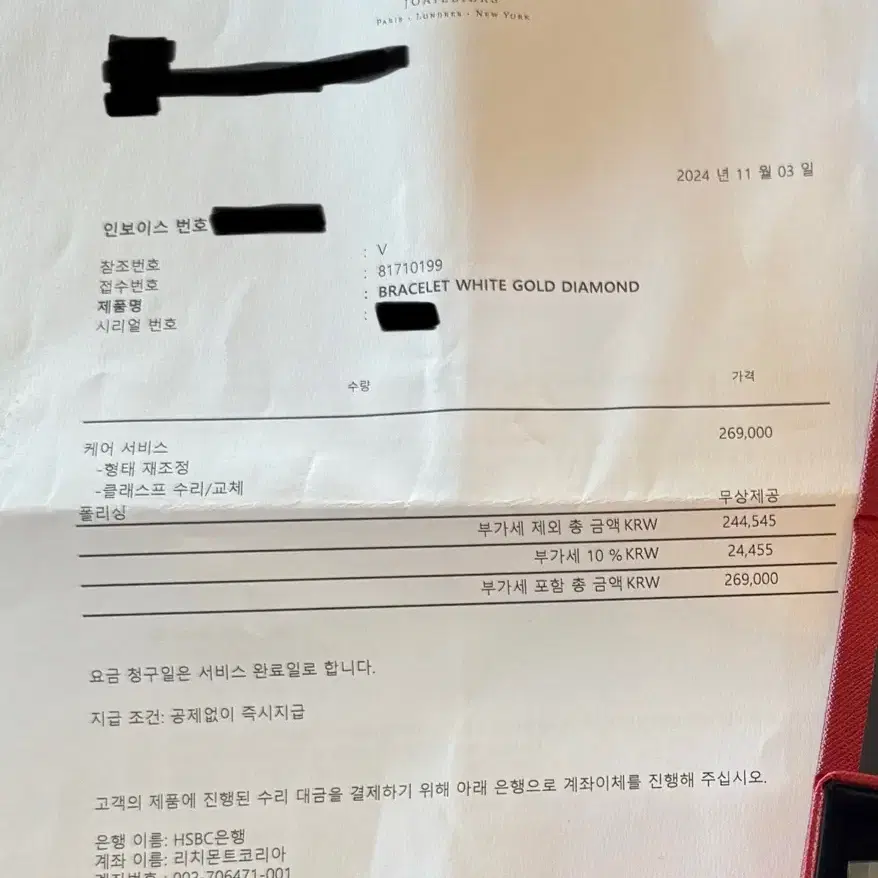 PARIS · LONDRES · NEW YORK
2024 년 11 월 03 일
인보이스 번호
참조번호 : V
접수번호 : 81710199
제품명 : BRACELET WHITE GOLD DIAMOND
시리얼 번호 :
수량 가격
케어 서비스 269,000
-형태 재조정
-클래스프 수리/교체
폴리싱 무상제공
부가세 제외 총 금액 KRW 244,545
부가세 10 % KRW 24,455
부가세 포함 총 금액 KRW 269,000
요금 청구일은 서비스 완료일로 합니다.
지급 조건: 공제없이 즉시지급
고객의 제품에 진행된 수리 대금을 결제하기 위해 아래 은행으로 계좌이체를 진행해 주십시오.
은행 이름: HSBC은행
계좌 이름: 리치몬트코리아
계좌번호 : 002-706471-001